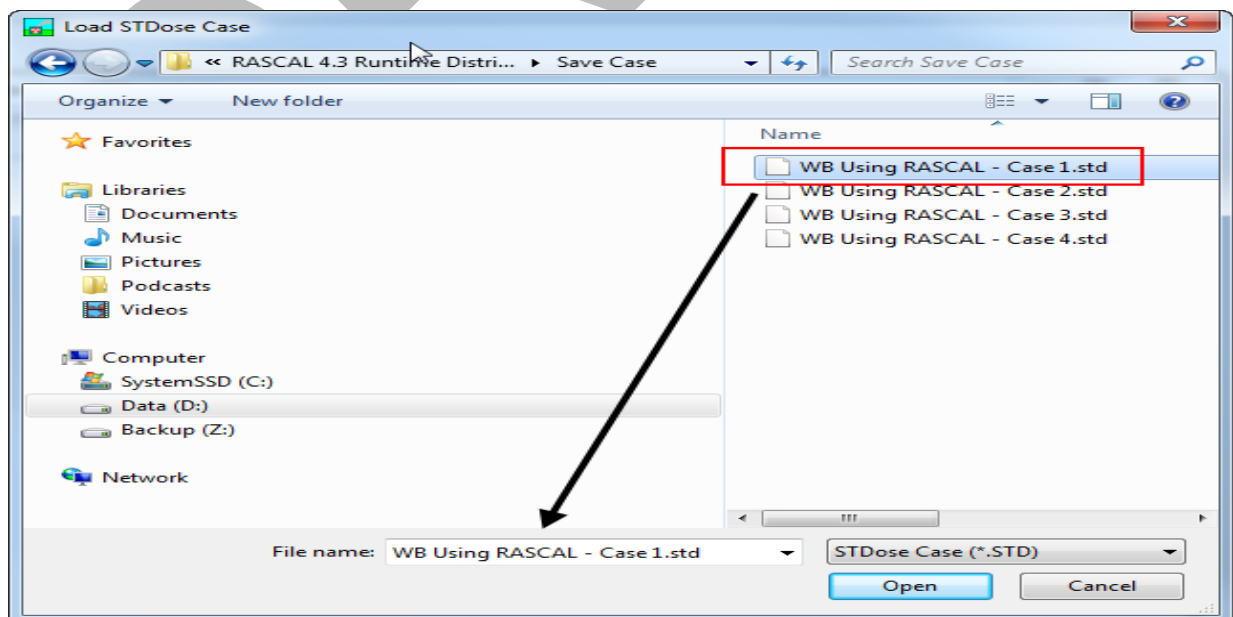 Load STDose Case
« RASCAL 4.3 Runtime Distri... ▸ Save Case
Search Save Case
Organize
New folder
Favorites
Libraries
Documents
Music
Pictures
Podcasts
Videos
Computer
SystemSSD (C:)
Data (D:)
Backup (Z:)
Network
Name
WB Using RASCAL - Case 1.std
WB Using RASCAL - Case 2.std
WB Using RASCAL - Case 3.std
WB Using RASCAL - Case 4.std
File name: WB Using RASCAL - Case 1.std
STDose Case (*.STD)
Open
Cancel